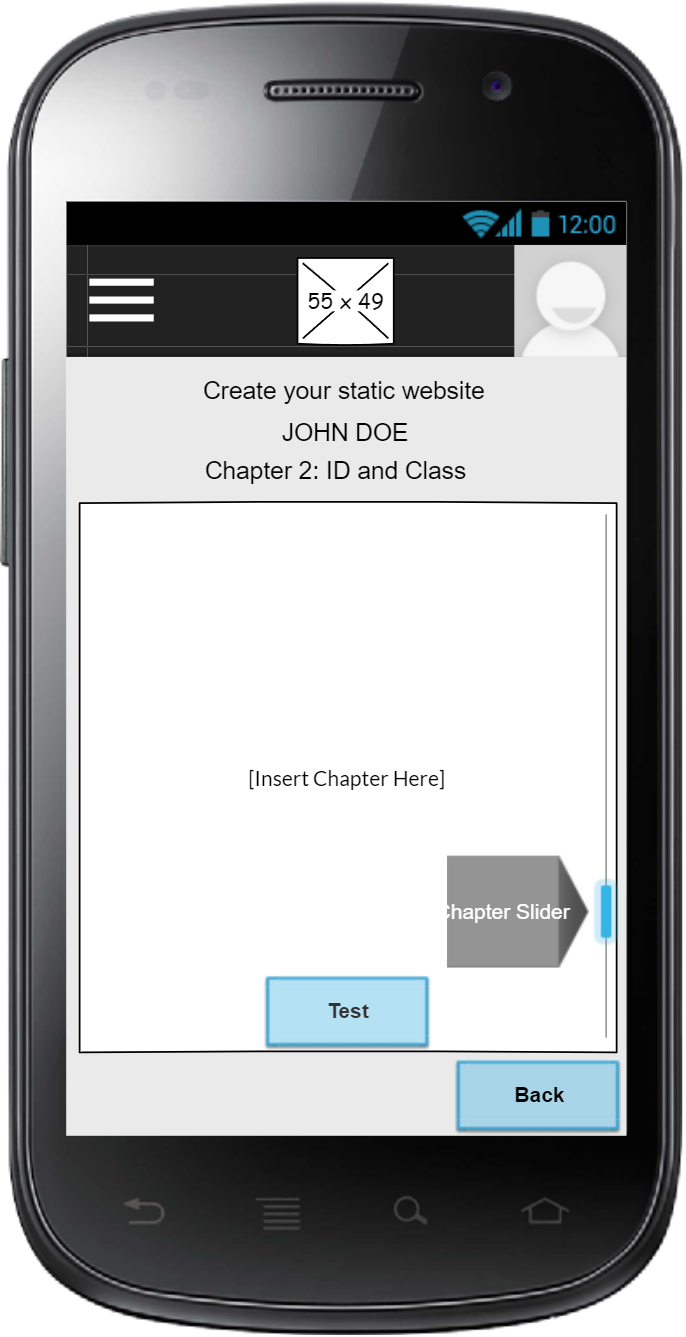 12:00
55 x 49
Create your static website
JOHN DOE
Chapter 2: ID and Class
[Insert Chapter Here]
Chapter Slider
Test
Back